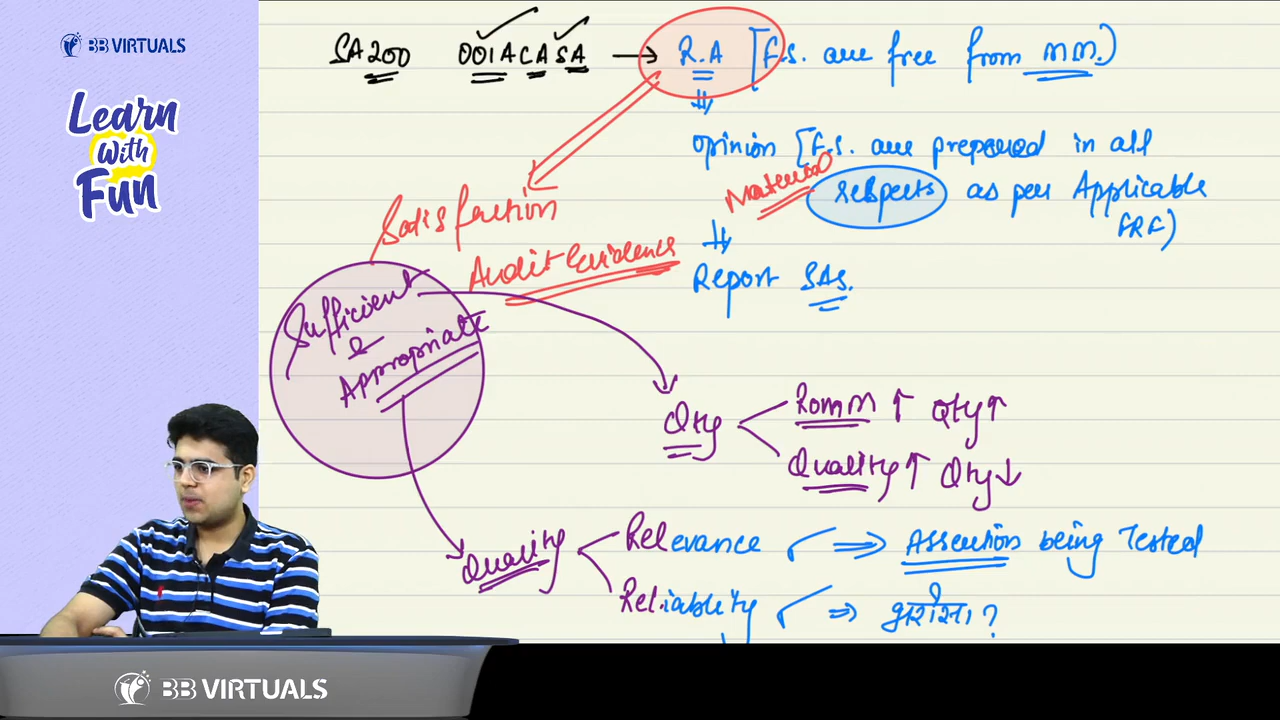 BB VIRTUALS
Learn
With
Fun
SA 200 OOIACASA → R.A [F.S. are free from MM.)
opinion [F.S. are prepared in all
Material respects as per Applicable
FRF)
Report SAs.
Satisfaction
Audit Evidence
Sufficient
&
Appropriate
Qty
ROMM ↑ Qty ↑
Quality ↑ Qty ↓
Quality
Relevance ⇒ Assertion being Tested
Reliability ⇒ भरोसा?
BB VIRTUALS